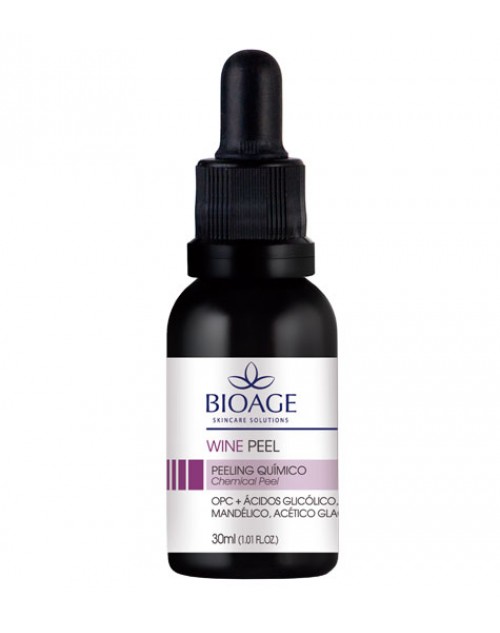 BIOAGE
SKINCARE SOLUTIONS
WINE PEEL
PEELING QUÍMICO
Chemical Peel
OPC + ÁCIDOS GLICÓLICO,
MANDÉLICO, ACÉTICO GLA
30ml (1.01 FL.OZ.)